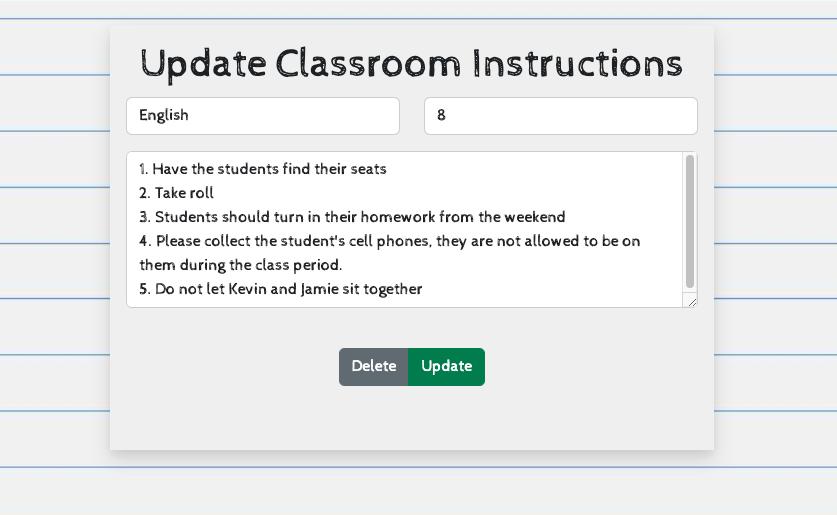 Update Classroom Instructions
English
8
1. Have the students find their seats
2. Take roll
3. Students should turn in their homework from the weekend
4. Please collect the student's cell phones, they are not allowed to be on
them during the class period.
5. Do not let Kevin and Jamie sit together
Delete
Update